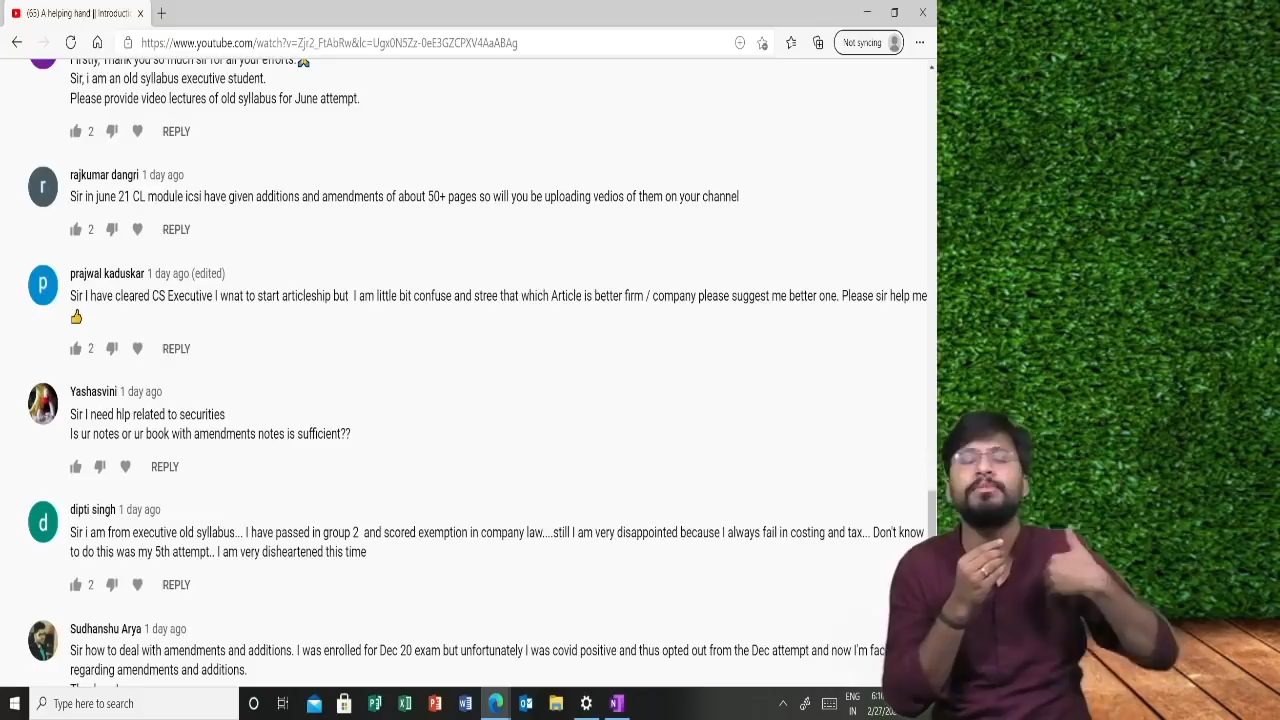 (65) A helping hand || Introducti
https://www.youtube.com/watch?v=Zjr2_FtAbRw&lc=Ugx0N5Zz-0eE3GZCPXV4AaABAg
Not syncing
Firstly, Thank you so much sir for all your efforts.🙏
Sir, i am an old syllabus executive student.
Please provide video lectures of old syllabus for June attempt.
2 REPLY
r
rajkumar dangri 1 day ago
Sir in june 21 CL module icsi have given additions and amendments of about 50+ pages so will you be uploading vedios of them on your channel
2 REPLY
p
prajwal kaduskar 1 day ago (edited)
Sir I have cleared CS Executive I wnat to start articleship but I am little bit confuse and stree that which Article is better firm / company please suggest me better one. Please sir help me
👍
2 REPLY
Yashasvini 1 day ago
Sir I need hlp related to securities
Is ur notes or ur book with amendments notes is sufficient??
REPLY
d
dipti singh 1 day ago
Sir i am from executive old syllabus... I have passed in group 2 and scored exemption in company law....still I am very disappointed because I always fail in costing and tax... Don't know
to do this was my 5th attempt.. I am very disheartened this time
2 REPLY
Sudhanshu Arya 1 day ago
Sir how to deal with amendments and additions. I was enrolled for Dec 20 exam but unfortunately I was covid positive and thus opted out from the Dec attempt and now I'm fac
regarding amendments and additions.
Type here to search
ENG
IN
6:10
2/27/20